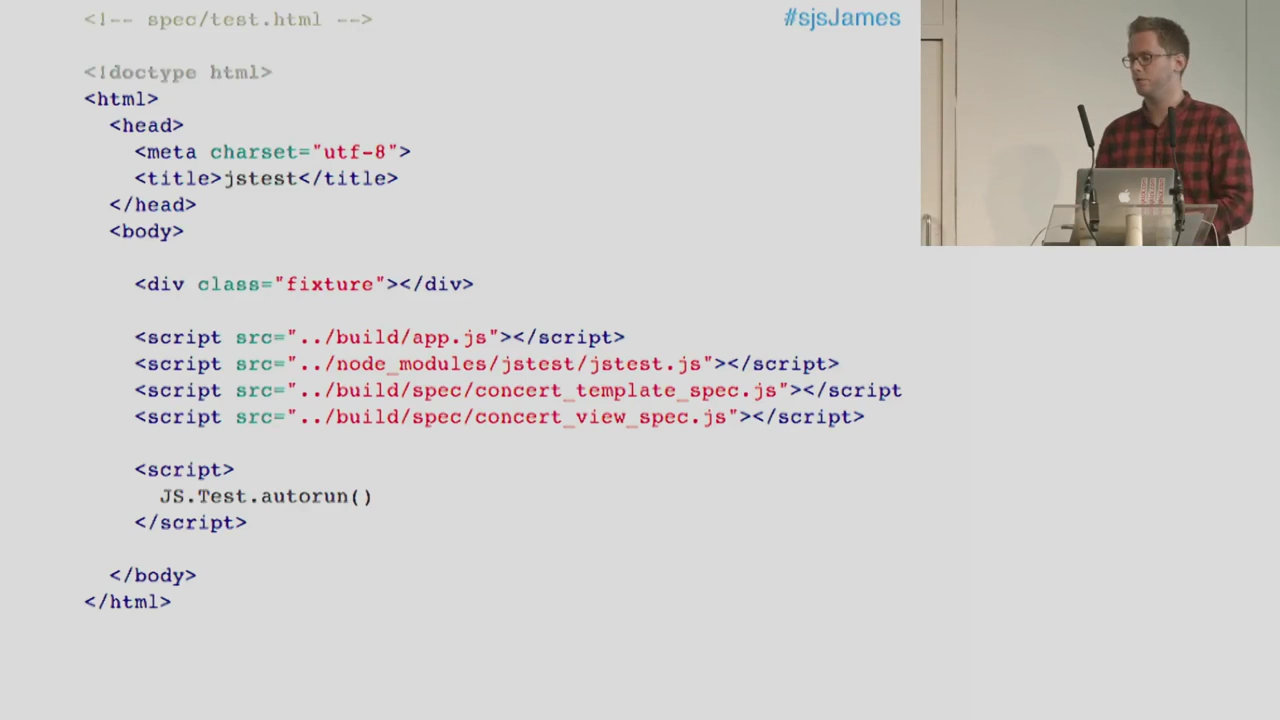 <!-- spec/test.html -->
#sjsJames
<!doctype html>
<html>
<head>
<meta charset="utf-8">
<title>jstest</title>
</head>
<body>
<div class="fixture"></div>
<script src="../build/app.js"></script>
<script src="../node_modules/jstest/jstest.js"></script>
<script src="../build/spec/concert_template_spec.js"></script
<script src="../build/spec/concert_view_spec.js"></script>
<script>
JS.Test.autorun()
</script>
</body>
</html>